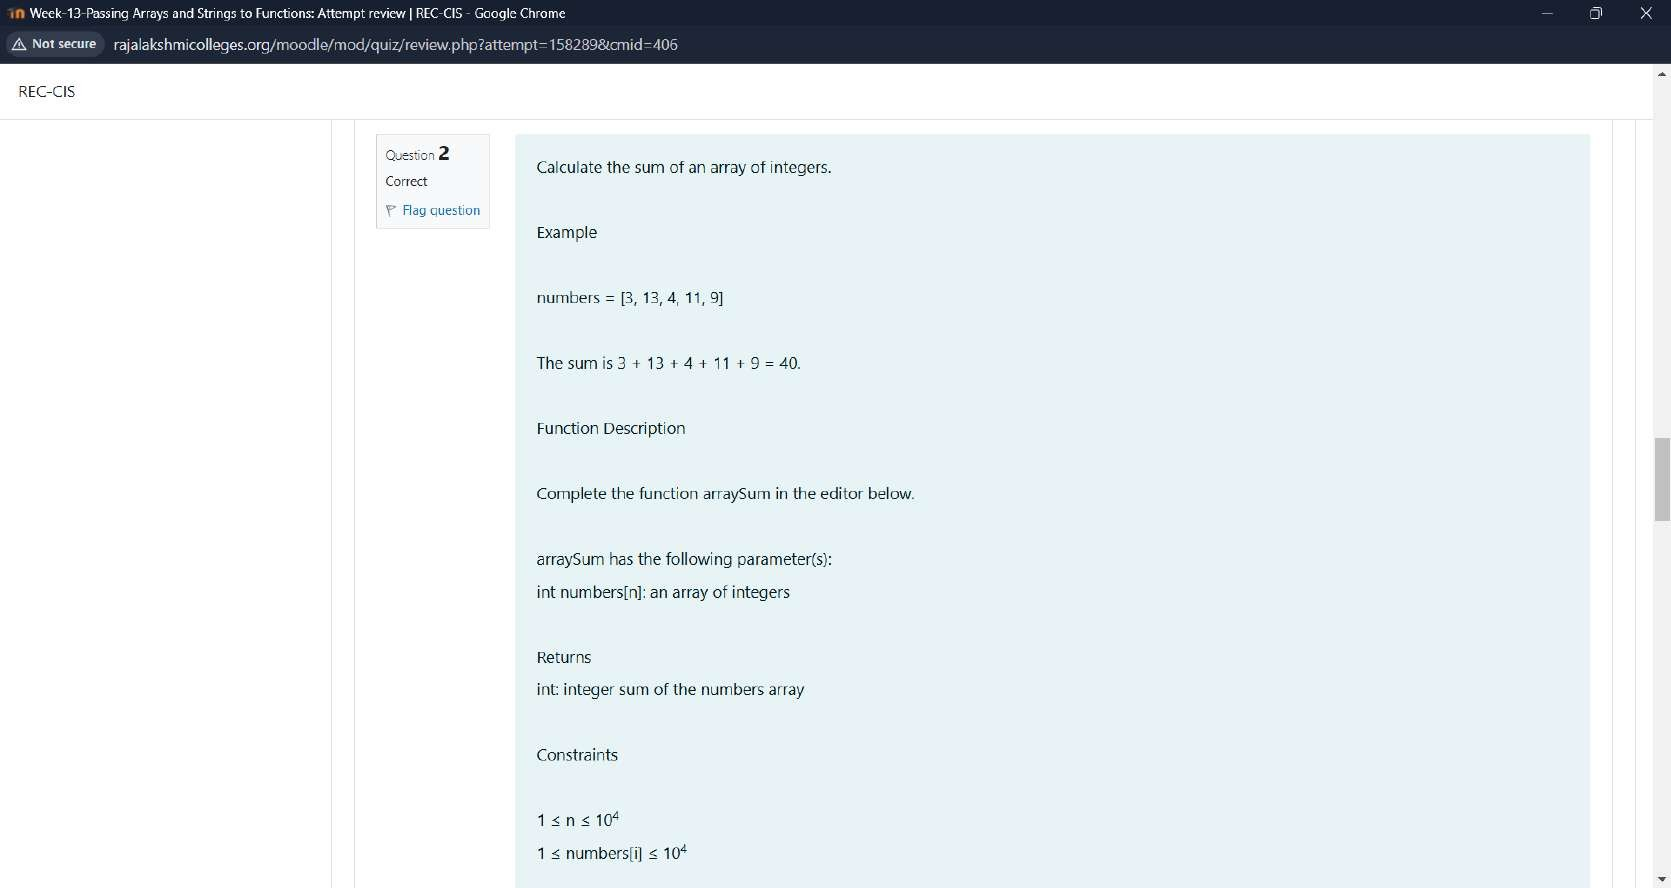 Week-13-Passing Arrays and Strings to Functions: Attempt review | REC-CIS - Google Chrome
Not secure rajalakshmicolleges.org/moodle/mod/quiz/review.php?attempt=158289&cmid=406
REC-CIS
Question 2
Correct
Flag question
Calculate the sum of an array of integers.
Example
numbers = [3, 13, 4, 11, 9]
The sum is 3 + 13 + 4 + 11 + 9 = 40.
Function Description
Complete the function arraySum in the editor below.
arraySum has the following parameter(s):
int numbers[n]: an array of integers
Returns
int: integer sum of the numbers array
Constraints
1 ≤ n ≤ 10⁴
1 ≤ numbers[i] ≤ 10⁴